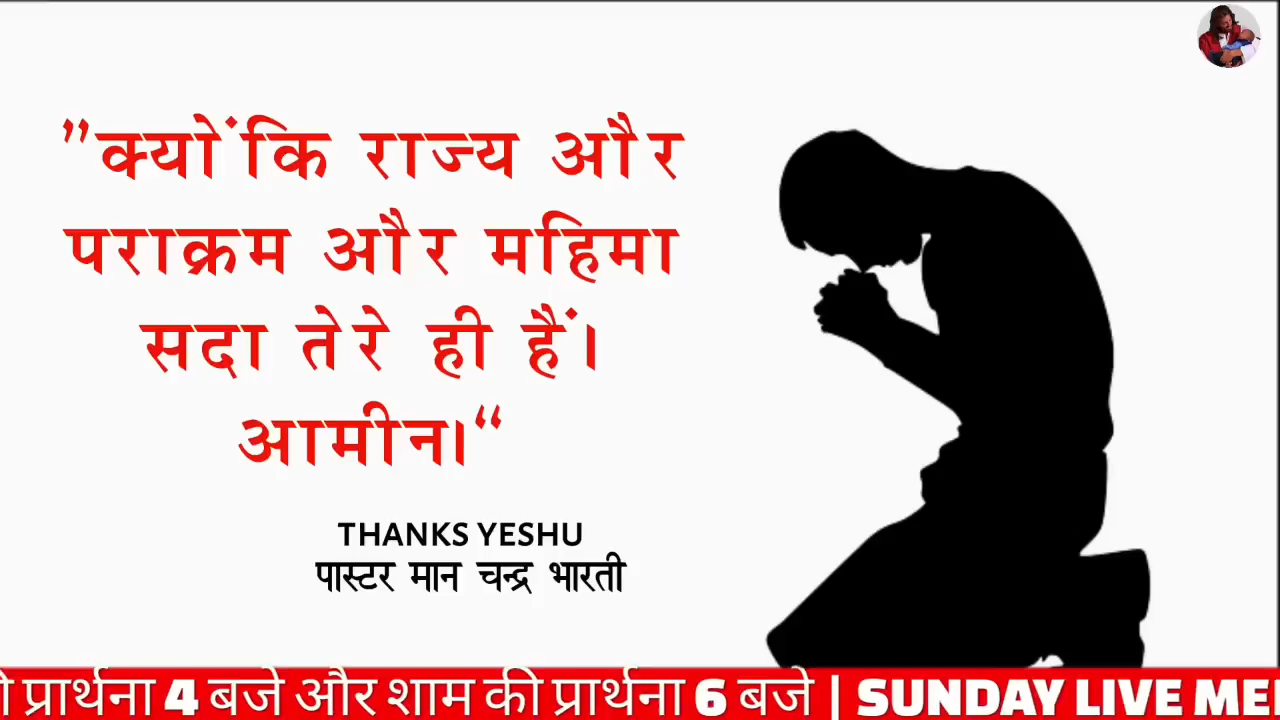 "क्योंकि राज्य और
पराक्रम और महिमा
सदा तेरे ही हैं।
आमीन।“
THANKS YESHU
पास्टर मान चन्द्र भारती
प्रार्थना 4 बजे और शाम की प्रार्थना 6 बजे | SUNDAY LIVE